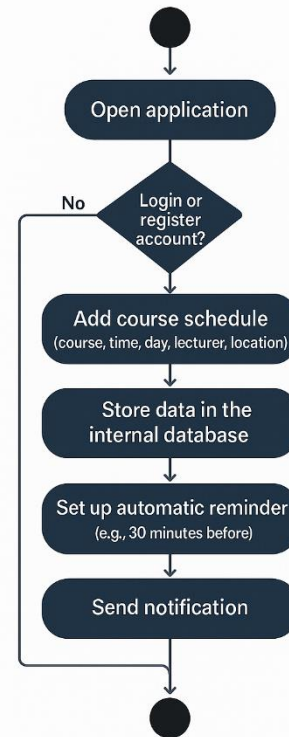 Open application
Login or
register
account?
No
Add course schedule
(course, time, day, lecturer, location)
Store data in the
internal database
Set up automatic reminder
(e.g., 30 minutes before)
Send notification